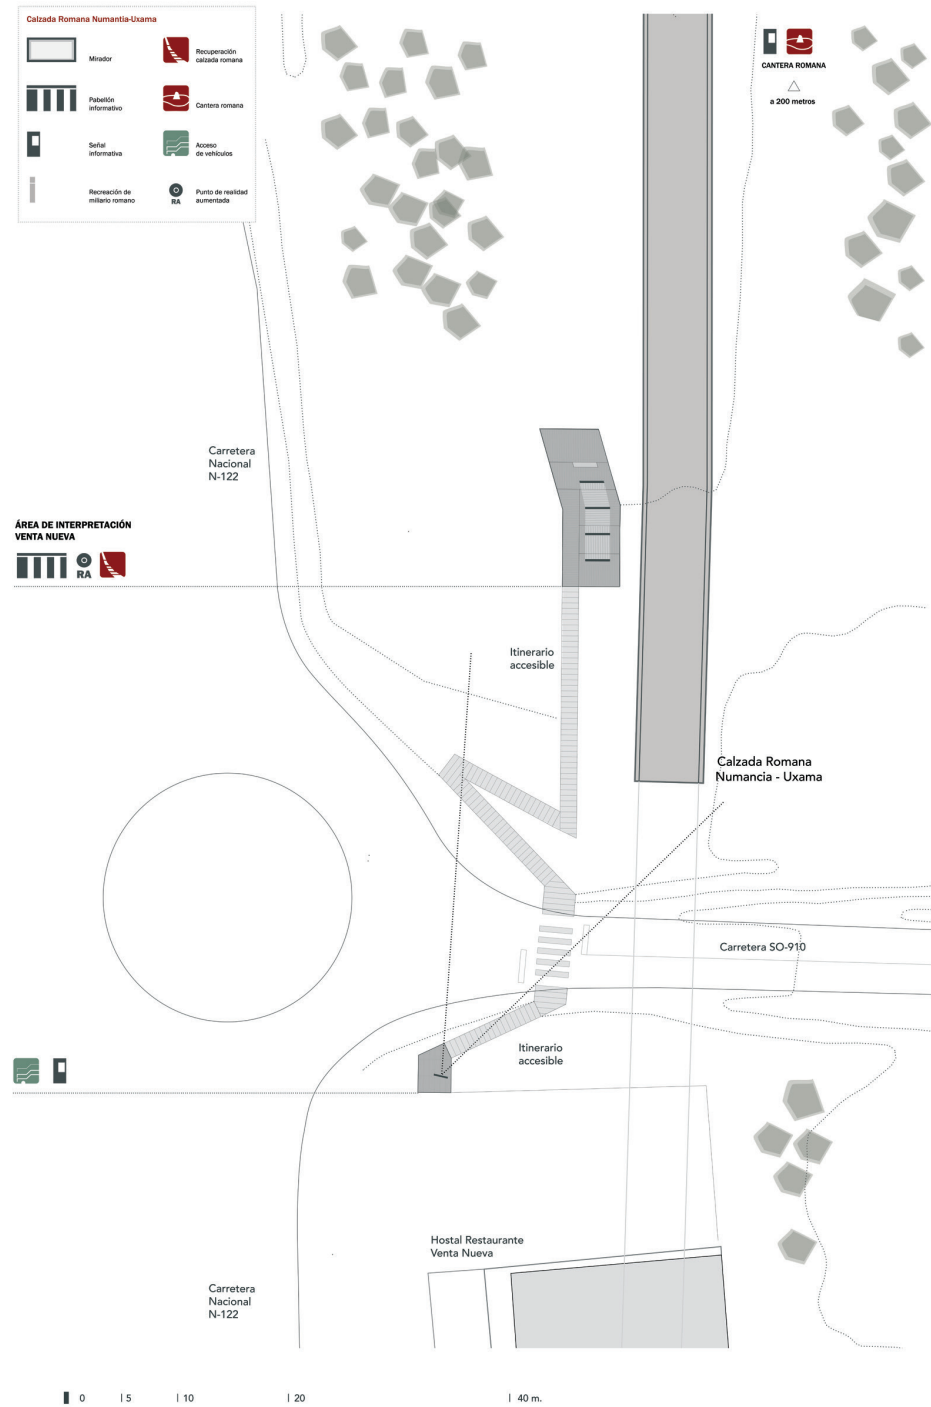 Calzada Romana Numantia-Uxama
Mirador
Recuperación
calzada romana
Pabellón
informativo
Cantera romana
Señal
informativa
Acceso
de vehículos
Recreación de
miliario romano
RA
Punto de realidad
aumentada
CANTERA ROMANA
a 200 metros
Carretera
Nacional
N-122
ÁREA DE INTERPRETACIÓN
VENTA NUEVA
RA
Itinerario
accesible
Calzada Romana
Numancia - Uxama
Carretera SO-910
Itinerario
accesible
Hostal Restaurante
Venta Nueva
Carretera
Nacional
N-122
0 | 5 | 10 | 20 | 40 m.